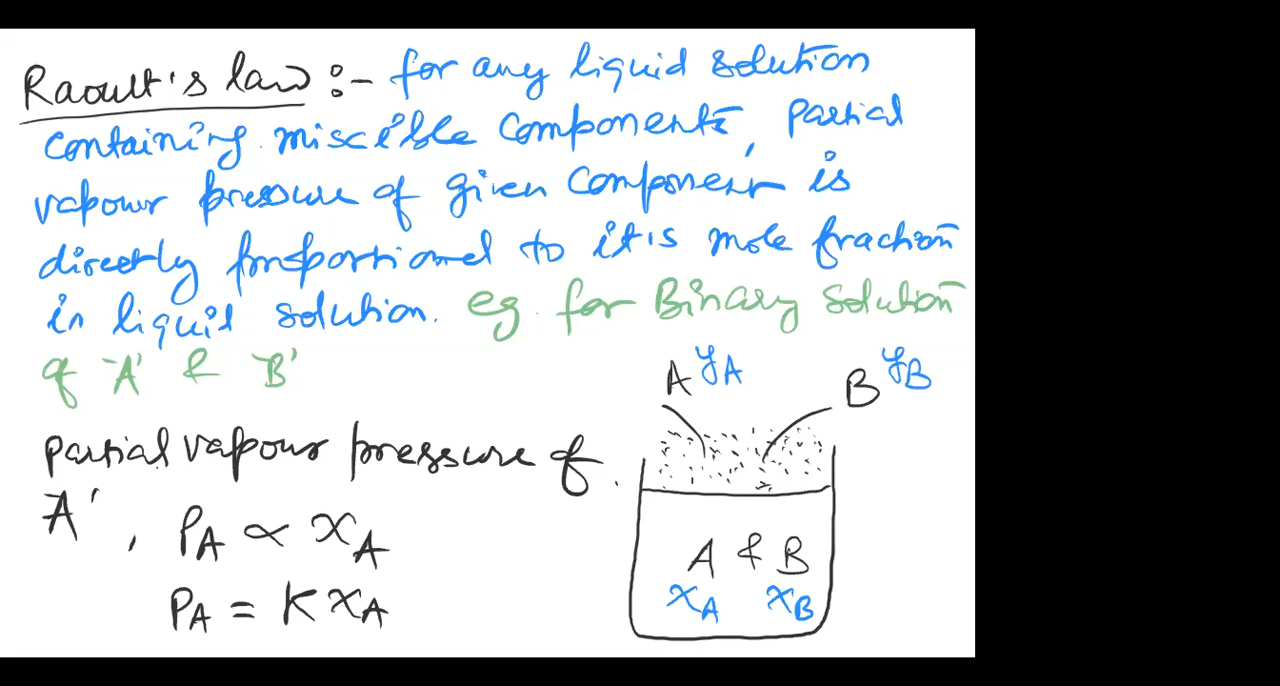 Raoult's law :- for any liquid solution
containing miscible components, partial
vapour pressure of given component is
directly proportional to it's mole fraction
in liquid solution. eg. for Binary solution
of 'A' & 'B'
A yA
B yB
partial vapour pressure of
A' , PA ∝ xA
PA = K xA
A & B
xA xB